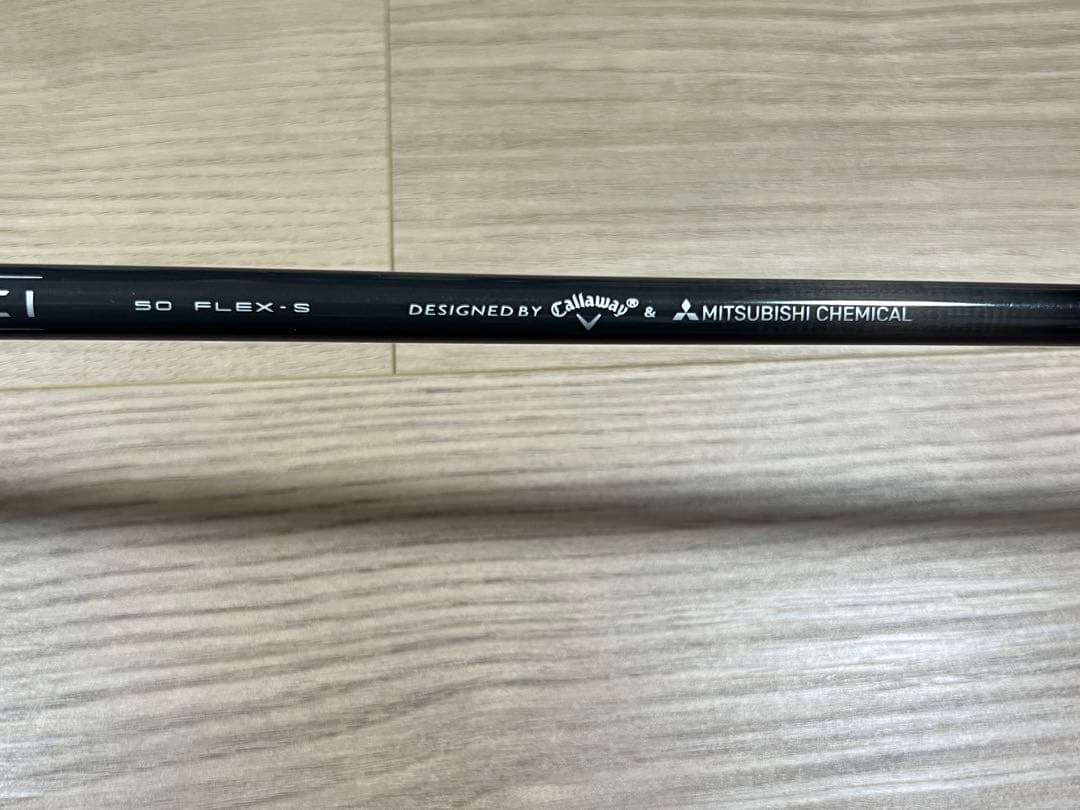 50 FLEX-S DESIGNED BY Callaway® & MITSUBISHI CHEMICAL